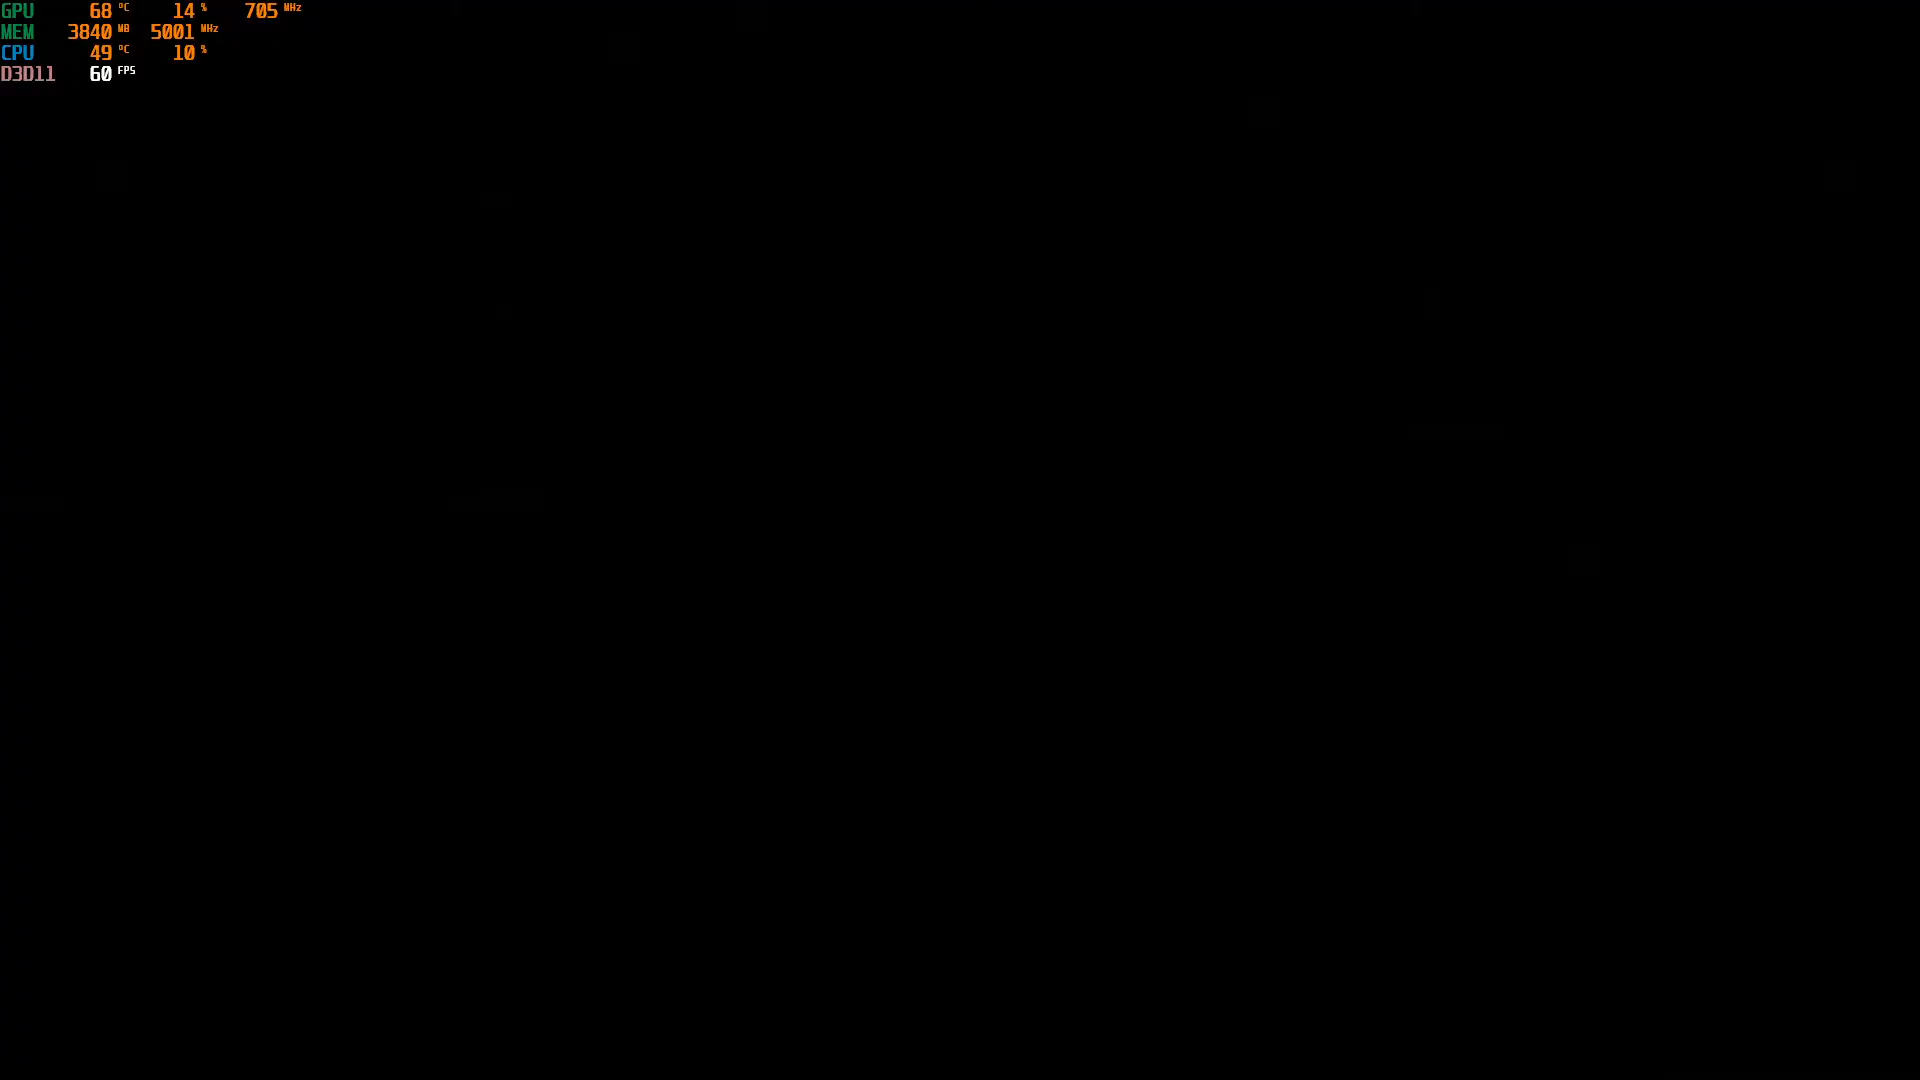 GPU 68 °C 14 % 705 MHz
MEM 3840 MB 5001 MHz
CPU 49 °C 10 %
D3D11 60 FPS